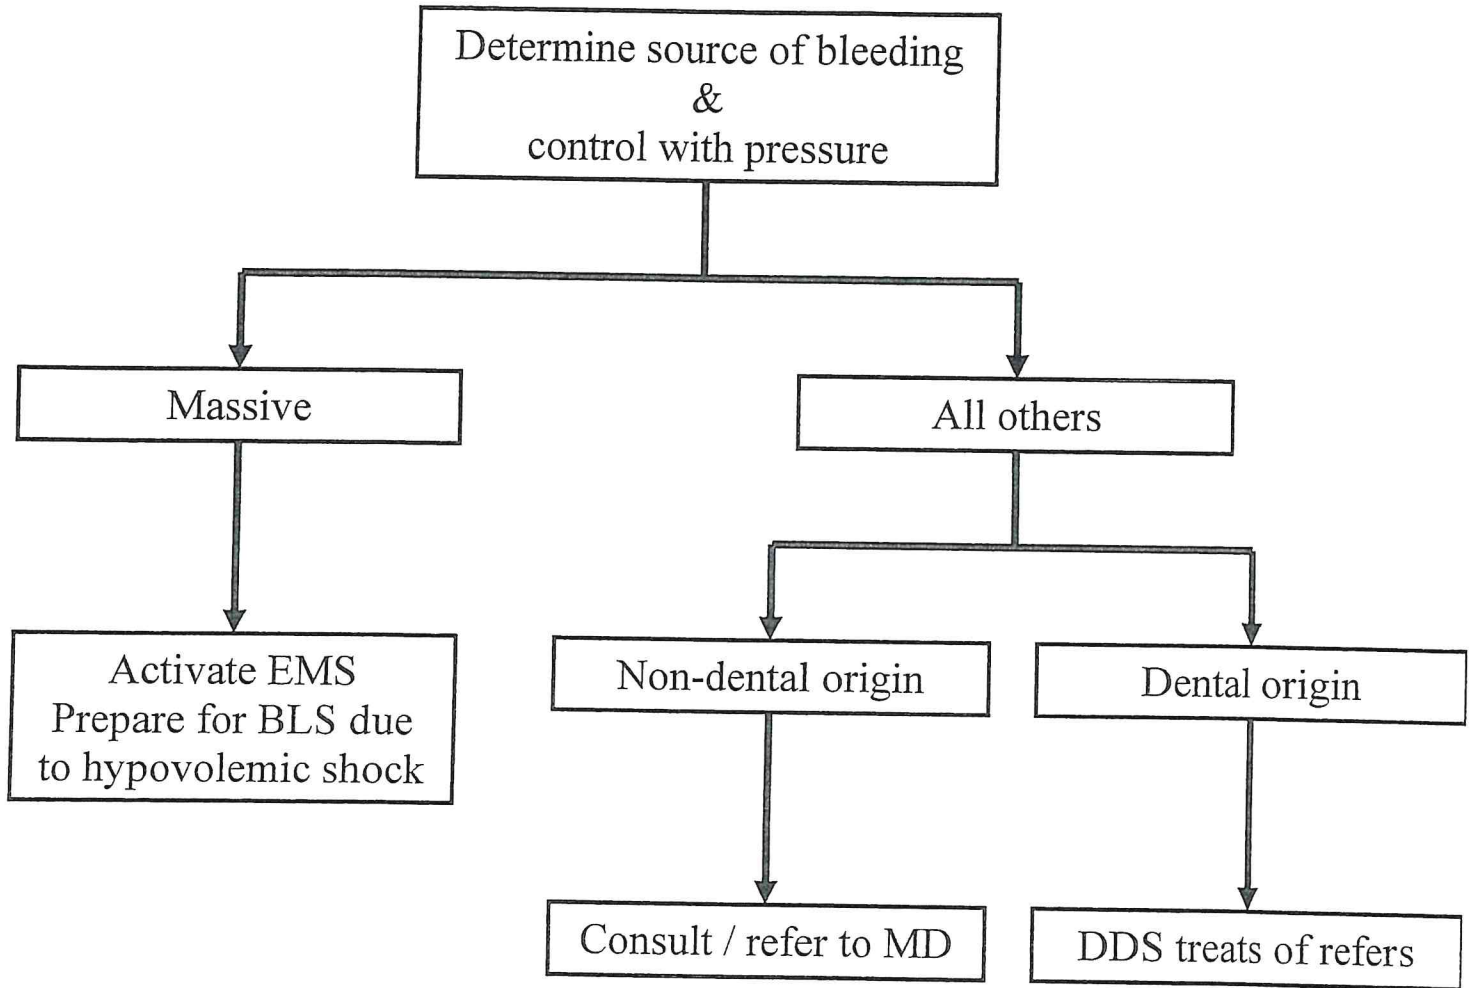 Determine source of bleeding
&
control with pressure
Massive
All others
Activate EMS
Prepare for BLS due
to hypovolemic shock
Non-dental origin
Dental origin
Consult / refer to MD
DDS treats of refers